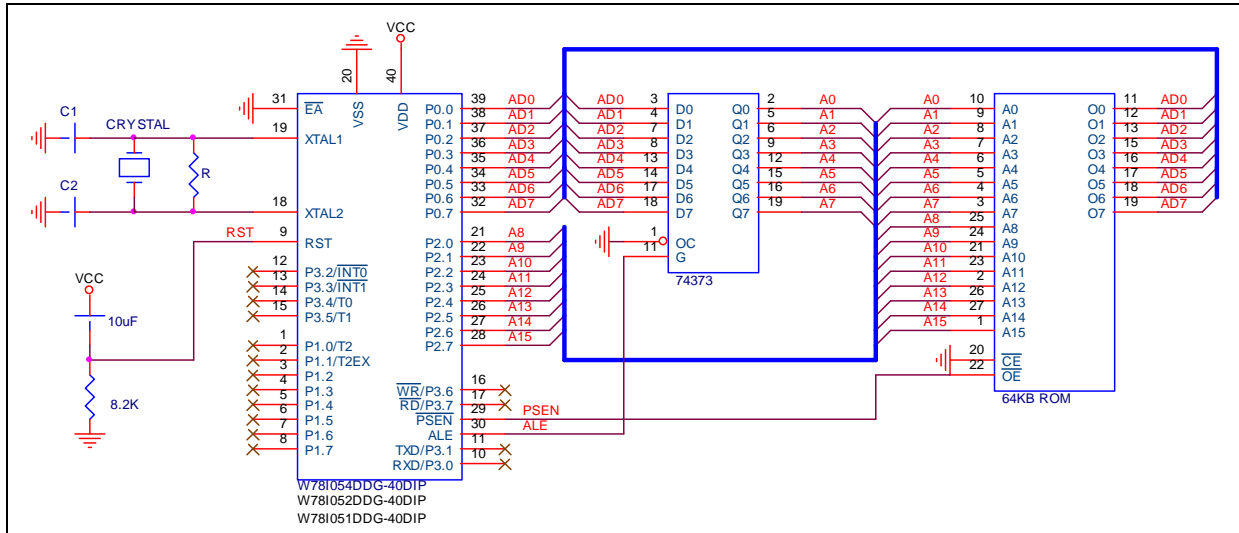 VCC
20
40
VSS
VDD
C1
CRYSTAL
C2
R
31 EA
19 XTAL1
18 XTAL2
RST 9 RST
12 P3.2/INT0
13 P3.3/INT1
14 P3.4/T0
15 P3.5/T1
1 P1.0/T2
2 P1.1/T2EX
3 P1.2
4 P1.3
5 P1.4
6 P1.5
7 P1.6
8 P1.7
VCC
10uF
8.2K
P0.0 39 AD0
P0.1 38 AD1
P0.2 37 AD2
P0.3 36 AD3
P0.4 35 AD4
P0.5 34 AD5
P0.6 33 AD6
P0.7 32 AD7
P2.0 21 A8
P2.1 22 A9
P2.2 23 A10
P2.3 24 A11
P2.4 25 A12
P2.5 26 A13
P2.6 27 A14
P2.7 28 A15
WR/P3.6 16
RD/P3.7 17
PSEN 29 PSEN
ALE 30 ALE
TXD/P3.1 11
RXD/P3.0 10
W78I054DDG-40DIP
W78I052DDG-40DIP
W78I051DDG-40DIP
AD0 3 D0 Q0 2 A0
AD1 4 D1 Q1 5 A1
AD2 7 D2 Q2 6 A2
AD3 8 D3 Q3 9 A3
AD4 13 D4 Q4 12 A4
AD5 14 D5 Q5 15 A5
AD6 17 D6 Q6 16 A6
AD7 18 D7 Q7 19 A7
1 OC
11 G
74373
A0 10 A0 O0 11 AD0
A1 9 A1 O1 12 AD1
A2 8 A2 O2 13 AD2
A3 7 A3 O3 15 AD3
A4 6 A4 O4 16 AD4
A5 5 A5 O5 17 AD5
A6 4 A6 O6 18 AD6
A7 3 A7 O7 19 AD7
A8 25 A8
A9 24 A9
A10 21 A10
A11 23 A11
A12 2 A12
A13 26 A13
A14 27 A14
A15 1 A15
20 CE
22 OE
64KB ROM